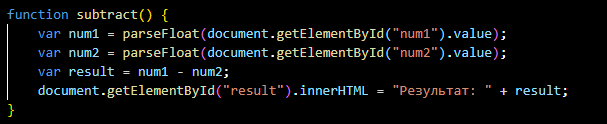 function subtract() {
    var num1 = parseFloat(document.getElementById("num1").value);
    var num2 = parseFloat(document.getElementById("num2").value);
    var result = num1 - num2;
    document.getElementById("result").innerHTML = "Результат: " + result;
}